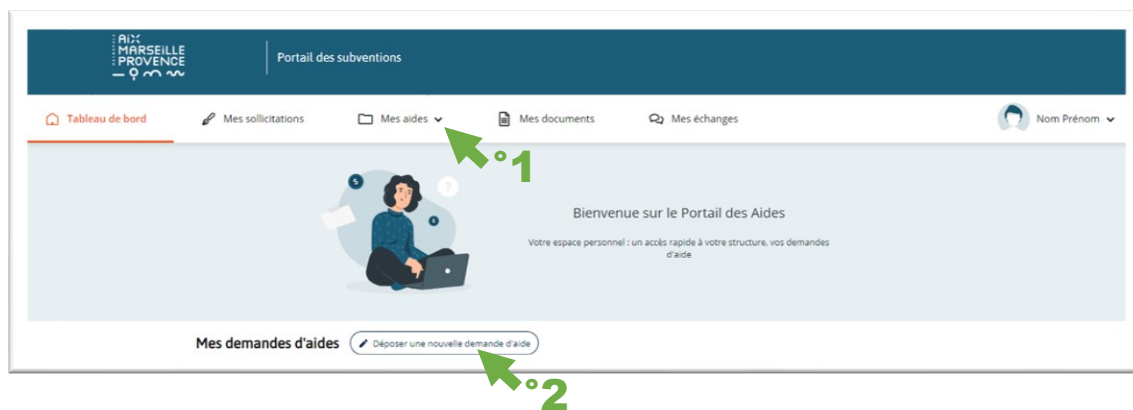 AiX
MARSEILLE
PROVENCE
Portail des subventions
Tableau de bord
Mes sollicitations
Mes aides
Mes documents
Mes échanges
Nom Prénom
°1
$
?
Bienvenue sur le Portail des Aides
Votre espace personnel : un accès rapide à votre structure, vos demandes
d'aide
Mes demandes d'aides
Déposer une nouvelle demande d'aide
°2